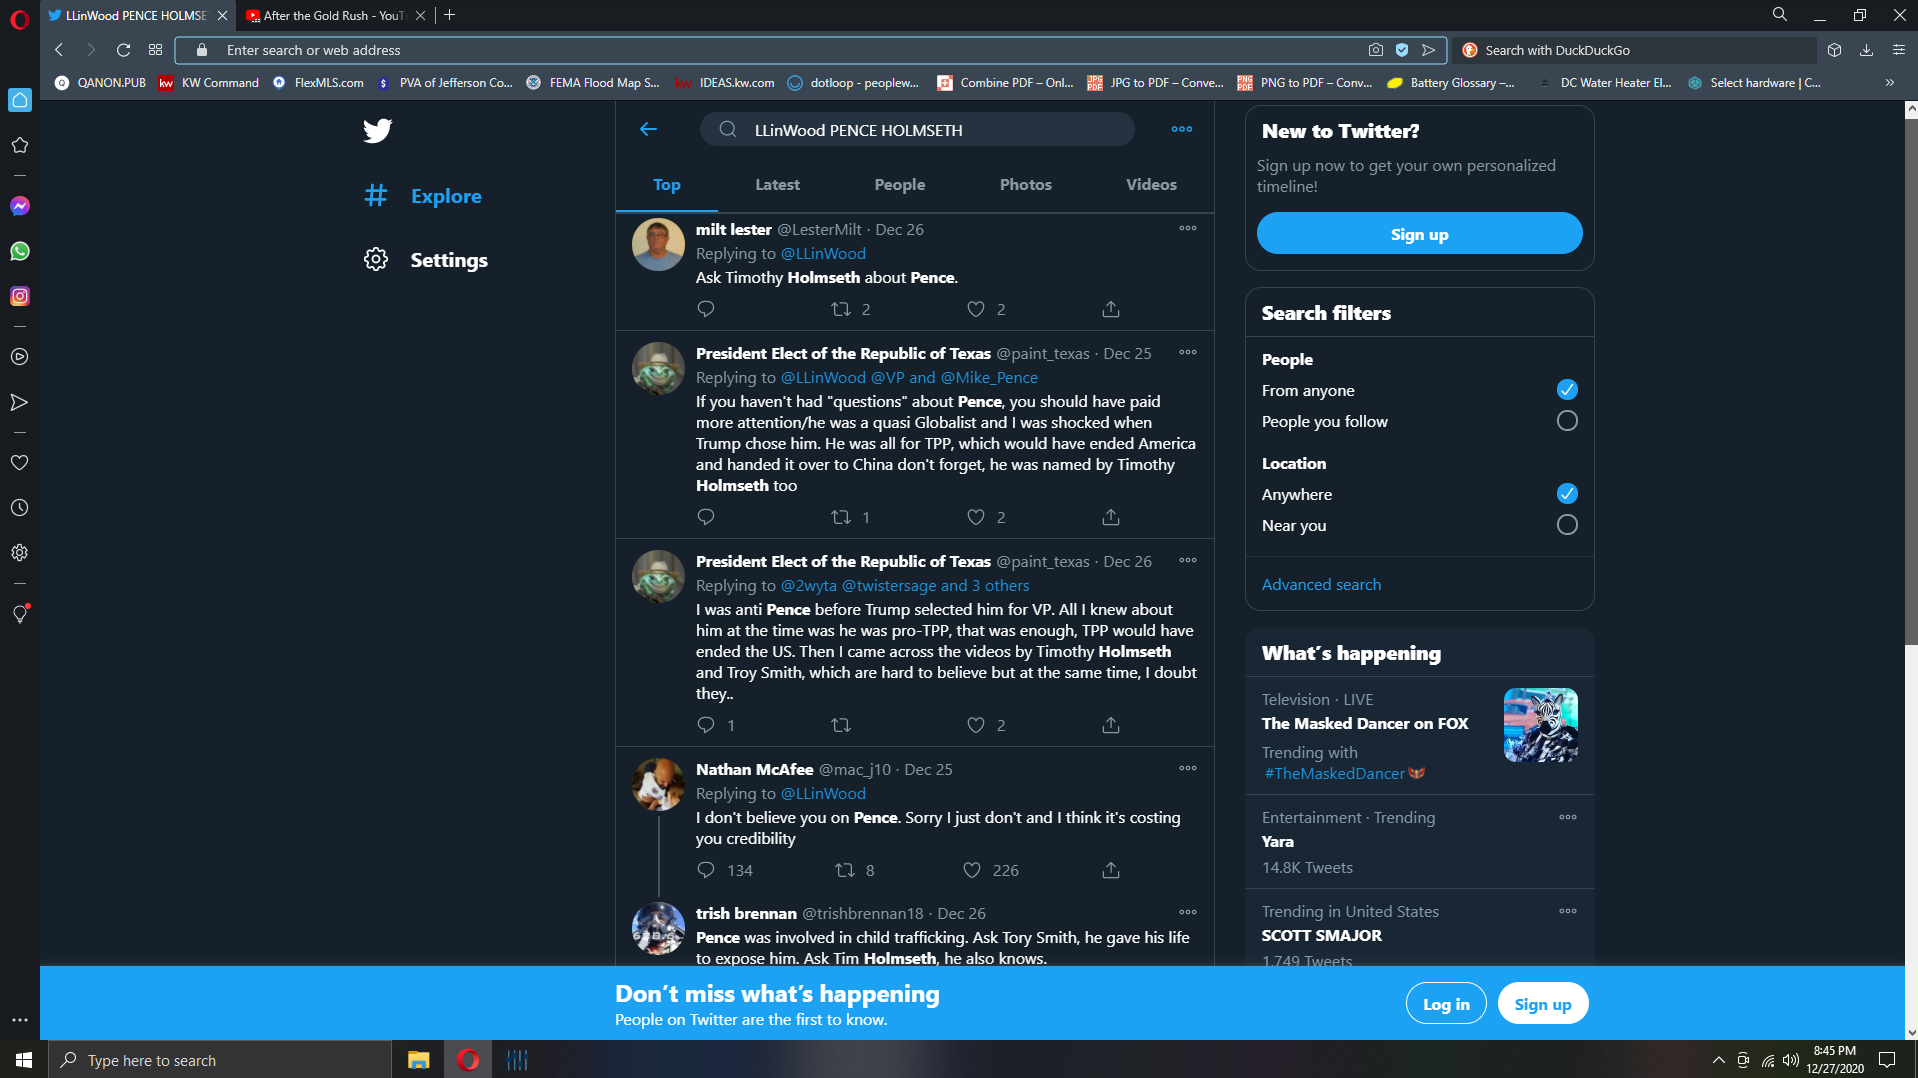 LLinWood PENCE HOLMSE
After the Gold Rush - YouT
Enter search or web address
Search with DuckDuckGo
QANON.PUB
kw KW Command
FlexMLS.com
$ PVA of Jefferson Co...
FEMA Flood Map S...
kw IDEAS.kw.com
dotloop - peoplew...
Combine PDF – Onl...
JPG PDF JPG to PDF – Conve...
PNG PDF PNG to PDF – Conv...
Battery Glossary –...
DC Water Heater El...
Select hardware | C...
»
Explore
Settings
LLinWood PENCE HOLMSETH
Top
Latest
People
Photos
Videos
milt lester @LesterMilt · Dec 26
Replying to @LLinWood
Ask Timothy Holmseth about Pence.
2
2
President Elect of the Republic of Texas @paint_texas · Dec 25
Replying to @LLinWood @VP and @Mike_Pence
If you haven't had "questions" about Pence, you should have paid
more attention/he was a quasi Globalist and I was shocked when
Trump chose him. He was all for TPP, which would have ended America
and handed it over to China don't forget, he was named by Timothy
Holmseth too
1
2
President Elect of the Republic of Texas @paint_texas · Dec 26
Replying to @2wyta @twistersage and 3 others
I was anti Pence before Trump selected him for VP. All I knew about
him at the time was he was pro-TPP, that was enough, TPP would have
ended the US. Then I came across the videos by Timothy Holmseth
and Troy Smith, which are hard to believe but at the same time, I doubt
they..
1
2
Nathan McAfee @mac_j10 · Dec 25
Replying to @LLinWood
I don't believe you on Pence. Sorry I just don't and I think it's costing
you credibility
134
8
226
trish brennan @trishbrennan18 · Dec 26
Pence was involved in child trafficking. Ask Tory Smith, he gave his life
to expose him. Ask Tim Holmseth, he also knows.
New to Twitter?
Sign up now to get your own personalized
timeline!
Sign up
Search filters
People
From anyone
People you follow
Location
Anywhere
Near you
Advanced search
What's happening
Television · LIVE
The Masked Dancer on FOX
Trending with
#TheMaskedDancer
Entertainment · Trending
Yara
14.8K Tweets
Trending in United States
SCOTT SMAJOR
1,749 Tweets
Don't miss what's happening
People on Twitter are the first to know.
Log in
Sign up
Type here to search
8:45 PM
12/27/2020